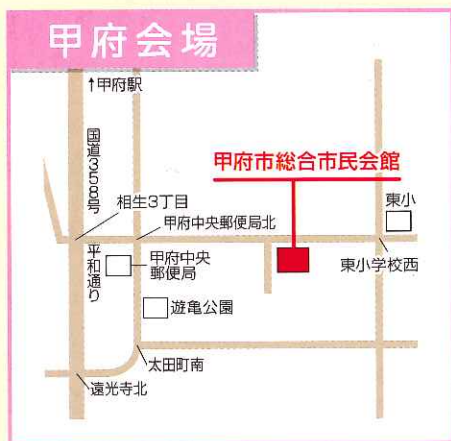 甲府会場
↑甲府駅
国道358号
甲府市総合市民会館
相生3丁目
東小
甲府中央郵便局北
平和通り
甲府中央
郵便局
東小学校西
遊亀公園
太田町南
遠光寺北